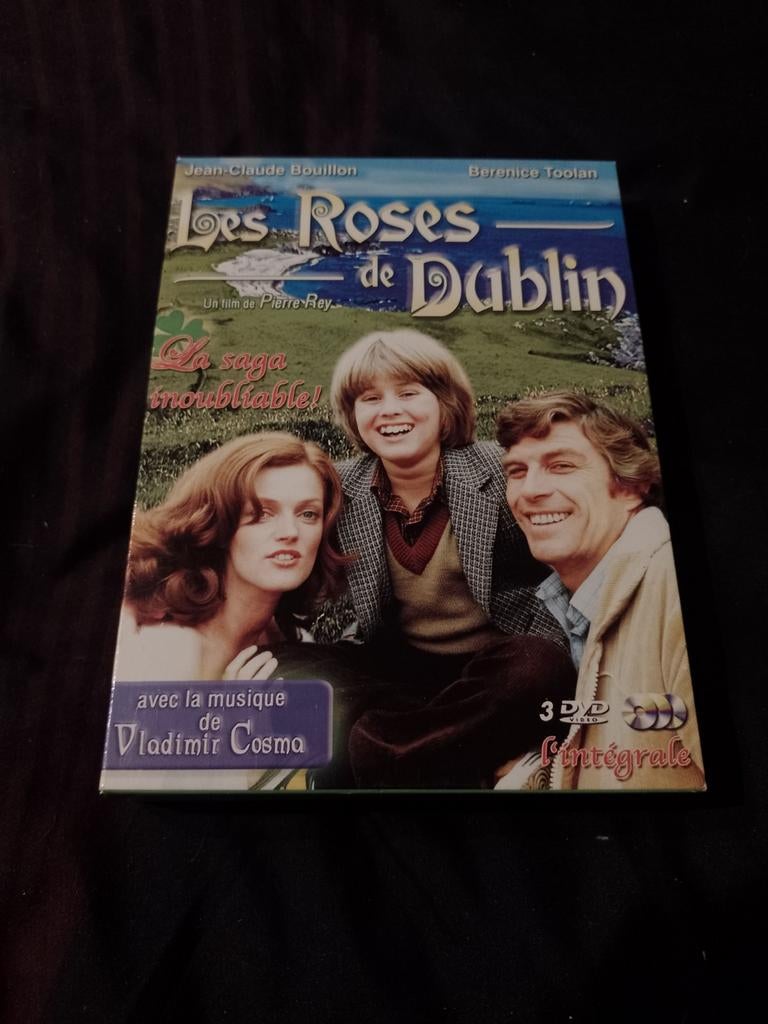 Jean-Claude Bouillon
Berenice Toolan
Les Roses
de Dublin
Un film de Pierre Rey
La saga
inoubliable!
avec la musique
de
Vladimir Cosma
3 DVD
VIDEO
l'intégrale